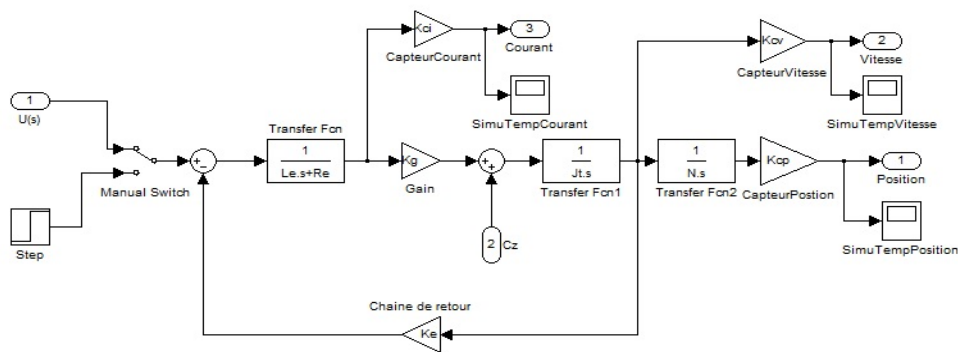 Kci
3
Courant
CapteurCourant
SimuTempCourant
Kcv
2
Vitesse
CapteurVitesse
SimuTempVitesse
1
U(s)
Manual Switch
Step
+
−
Transfer Fcn
1
Le.s+Re
Kg
Gain
+
+
2
Cz
1
Jt.s
Transfer Fcn1
1
N.s
Transfer Fcn2
Kcp
CapteurPostion
1
Position
SimuTempPosition
Chaine de retour
Ke